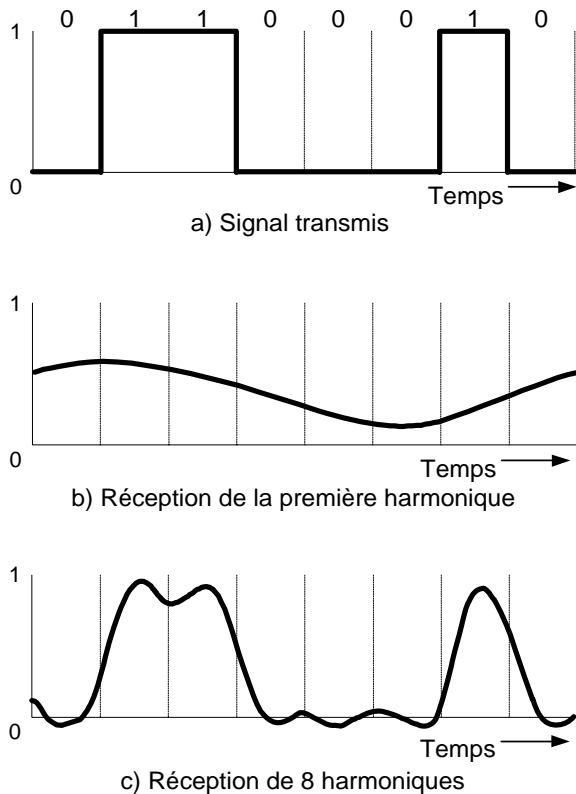 0 1 1 0 0 0 1 0
1
0
Temps
a) Signal transmis
1
0
Temps
b) Réception de la première harmonique
1
0
Temps
c) Réception de 8 harmoniques